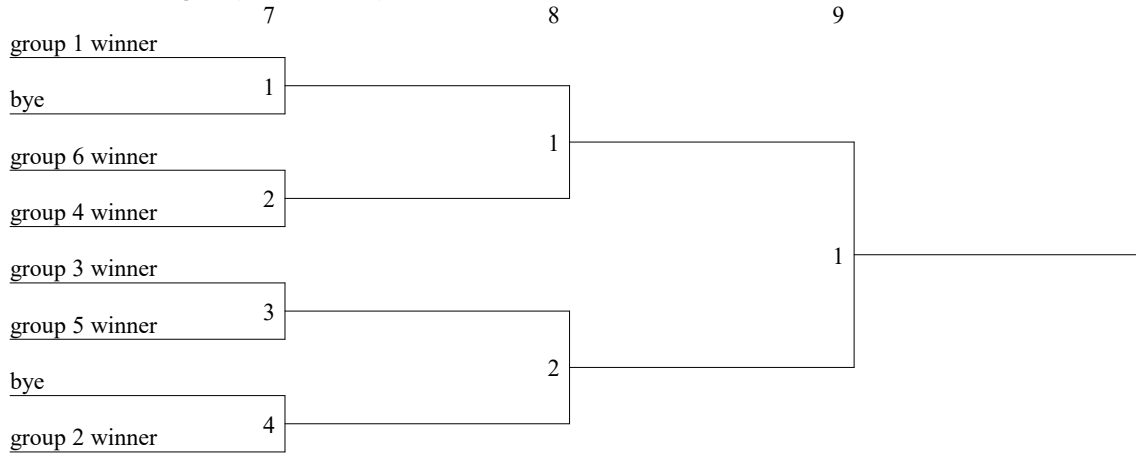 7 8 9
group 1 winner
1
bye
1
group 6 winner
2
group 4 winner
1
group 3 winner
3
group 5 winner
2
bye
4
group 2 winner